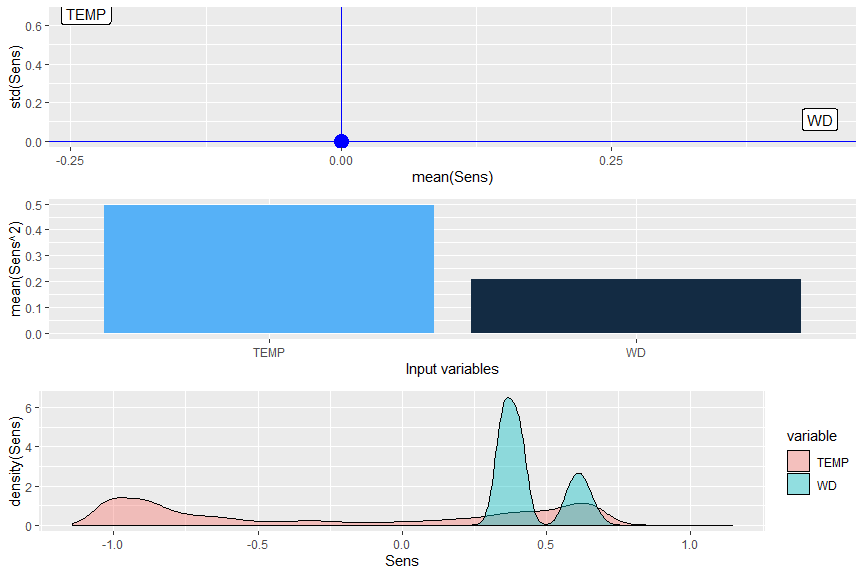 TEMP
0.6
0.4
0.2
0.0
std(Sens)
WD
-0.25 0.00 0.25
mean(Sens)
0.5
0.4
0.3
0.2
0.1
0.0
mean(Sens^2)
TEMP WD
Input variables
6
4
2
0
density(Sens)
-1.0 -0.5 0.0 0.5 1.0
Sens
variable
TEMP
WD